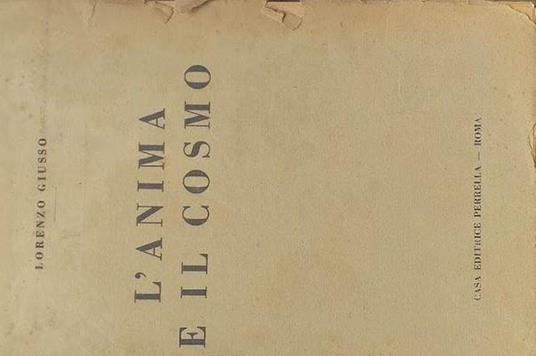 LORENZO GIUSSO
L'ANIMA
E IL COSMO
CASA EDITRICE PERRELLA — ROMA